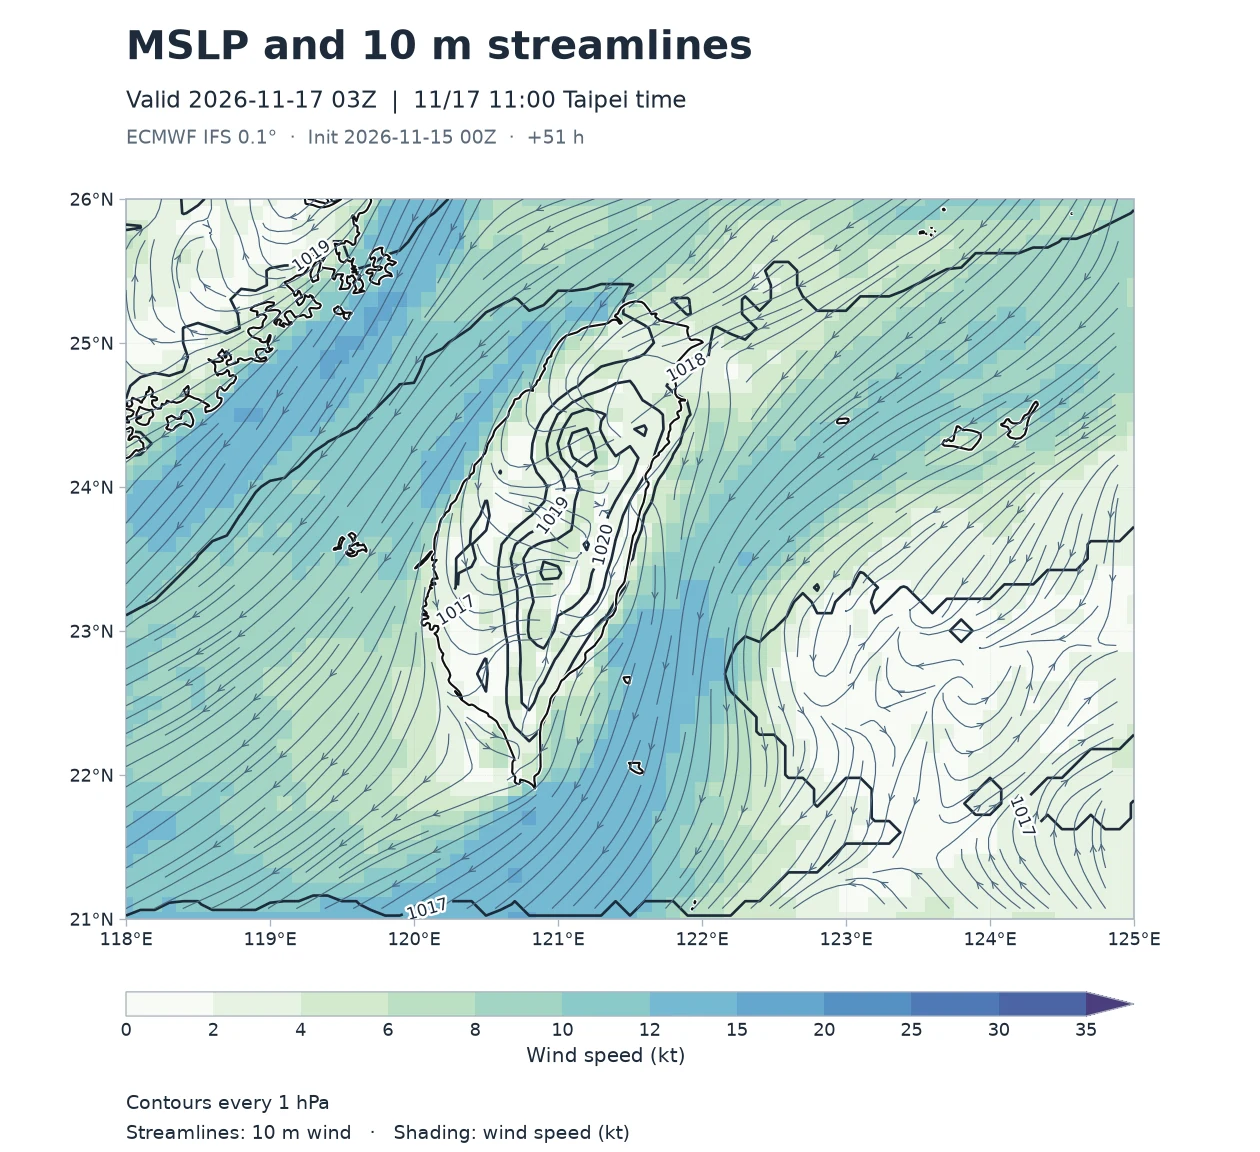 MSLP and 10 m streamlines
Valid 2026-11-17 03Z | 11/17 11:00 Taipei time
ECMWF IFS 0.1° · Init 2026-11-15 00Z · +51 h
26°N
1019
25°N
1018
24°N
1019
1020
1017
23°N
22°N
1017
1017
21°N
118°E 119°E 120°E 121°E 122°E 123°E 124°E 125°E
0 2 4 6 8 10 12 15 20 25 30 35
Wind speed (kt)
Contours every 1 hPa
Streamlines: 10 m wind · Shading: wind speed (kt)